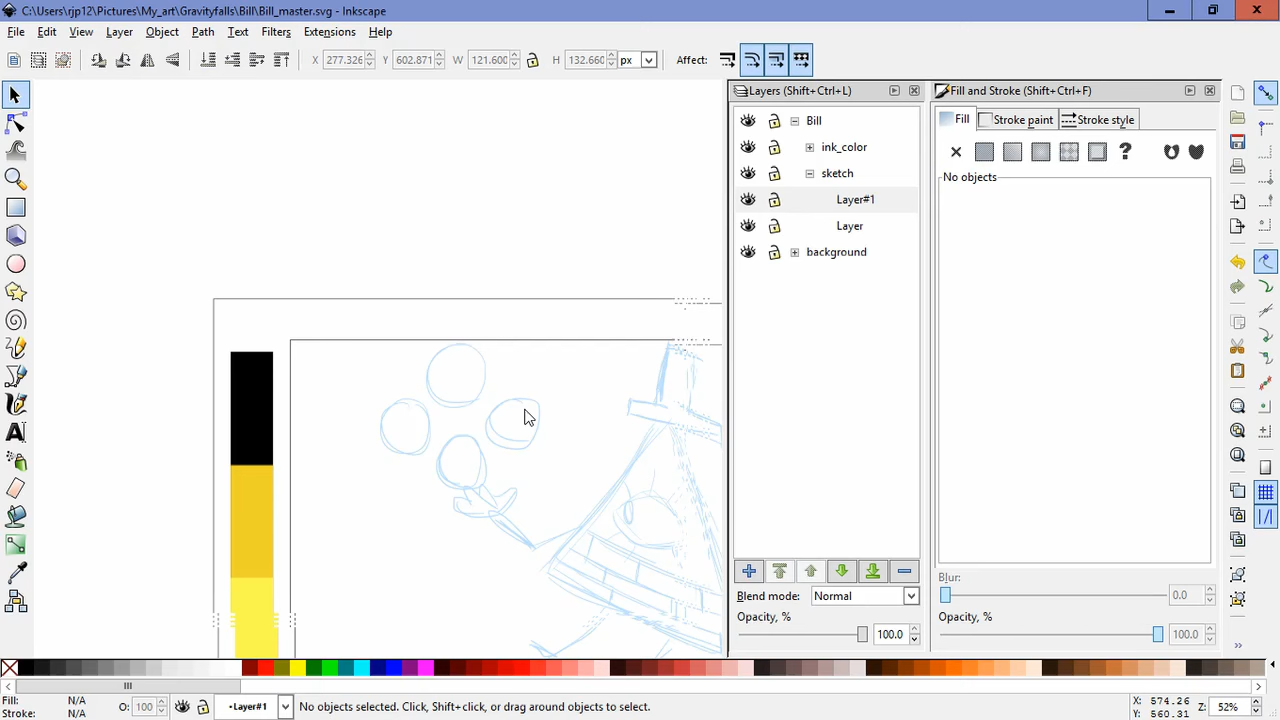 C:\Users\rjp12\Pictures\My_art\Gravityfalls\Bill\Bill_master.svg - Inkscape
File Edit View Layer Object Path Text Filters Extensions Help
X 277.326 Y 602.871 W 121.600 H 132.660 px Affect:
Layers (Shift+Ctrl+L)
Bill
ink_color
sketch
Layer#1
Layer
background
Blend mode: Normal
Opacity, % 100.0
Fill and Stroke (Shift+Ctrl+F)
Fill Stroke paint Stroke style
No objects
Blur:
0.0
Opacity, %
100.0
Fill: N/A
Stroke: N/A
O: 100
•Layer#1
No objects selected. Click, Shift+click, or drag around objects to select.
X: 574.26
Y: 560.31
Z: 52%